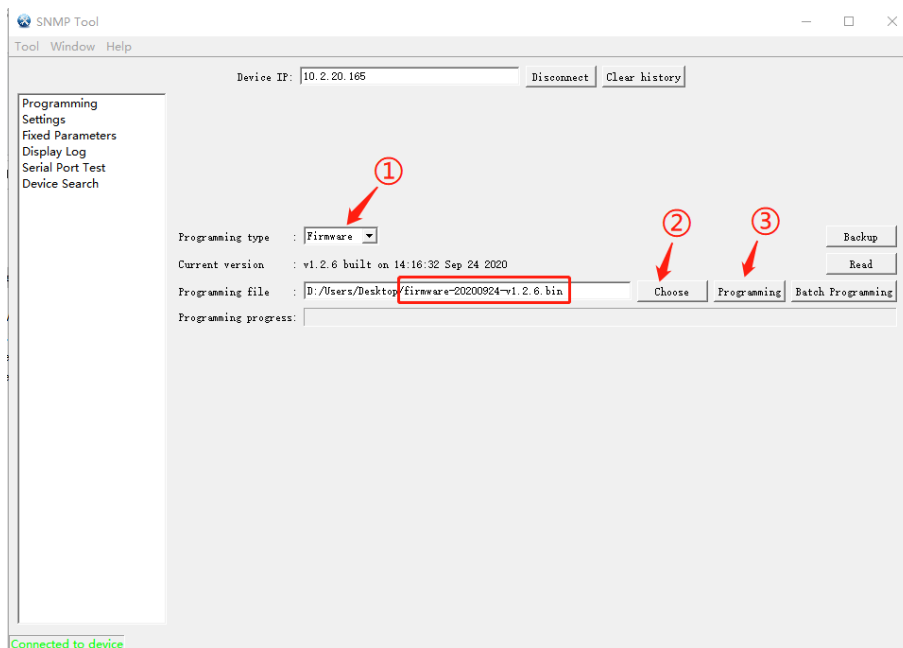 SNMP Tool
Tool Window Help
Device IP: 10.2.20.165 Disconnect Clear history
Programming
Settings
Fixed Parameters
Display Log
Serial Port Test
Device Search
①
② ③
Programming type : Firmware Backup
Current version : v1.2.6 built on 14:16:32 Sep 24 2020 Read
Programming file : D:/Users/Desktop/firmware-20200924-v1.2.6.bin Choose Programming Batch Programming
Programming progress:
Connected to device